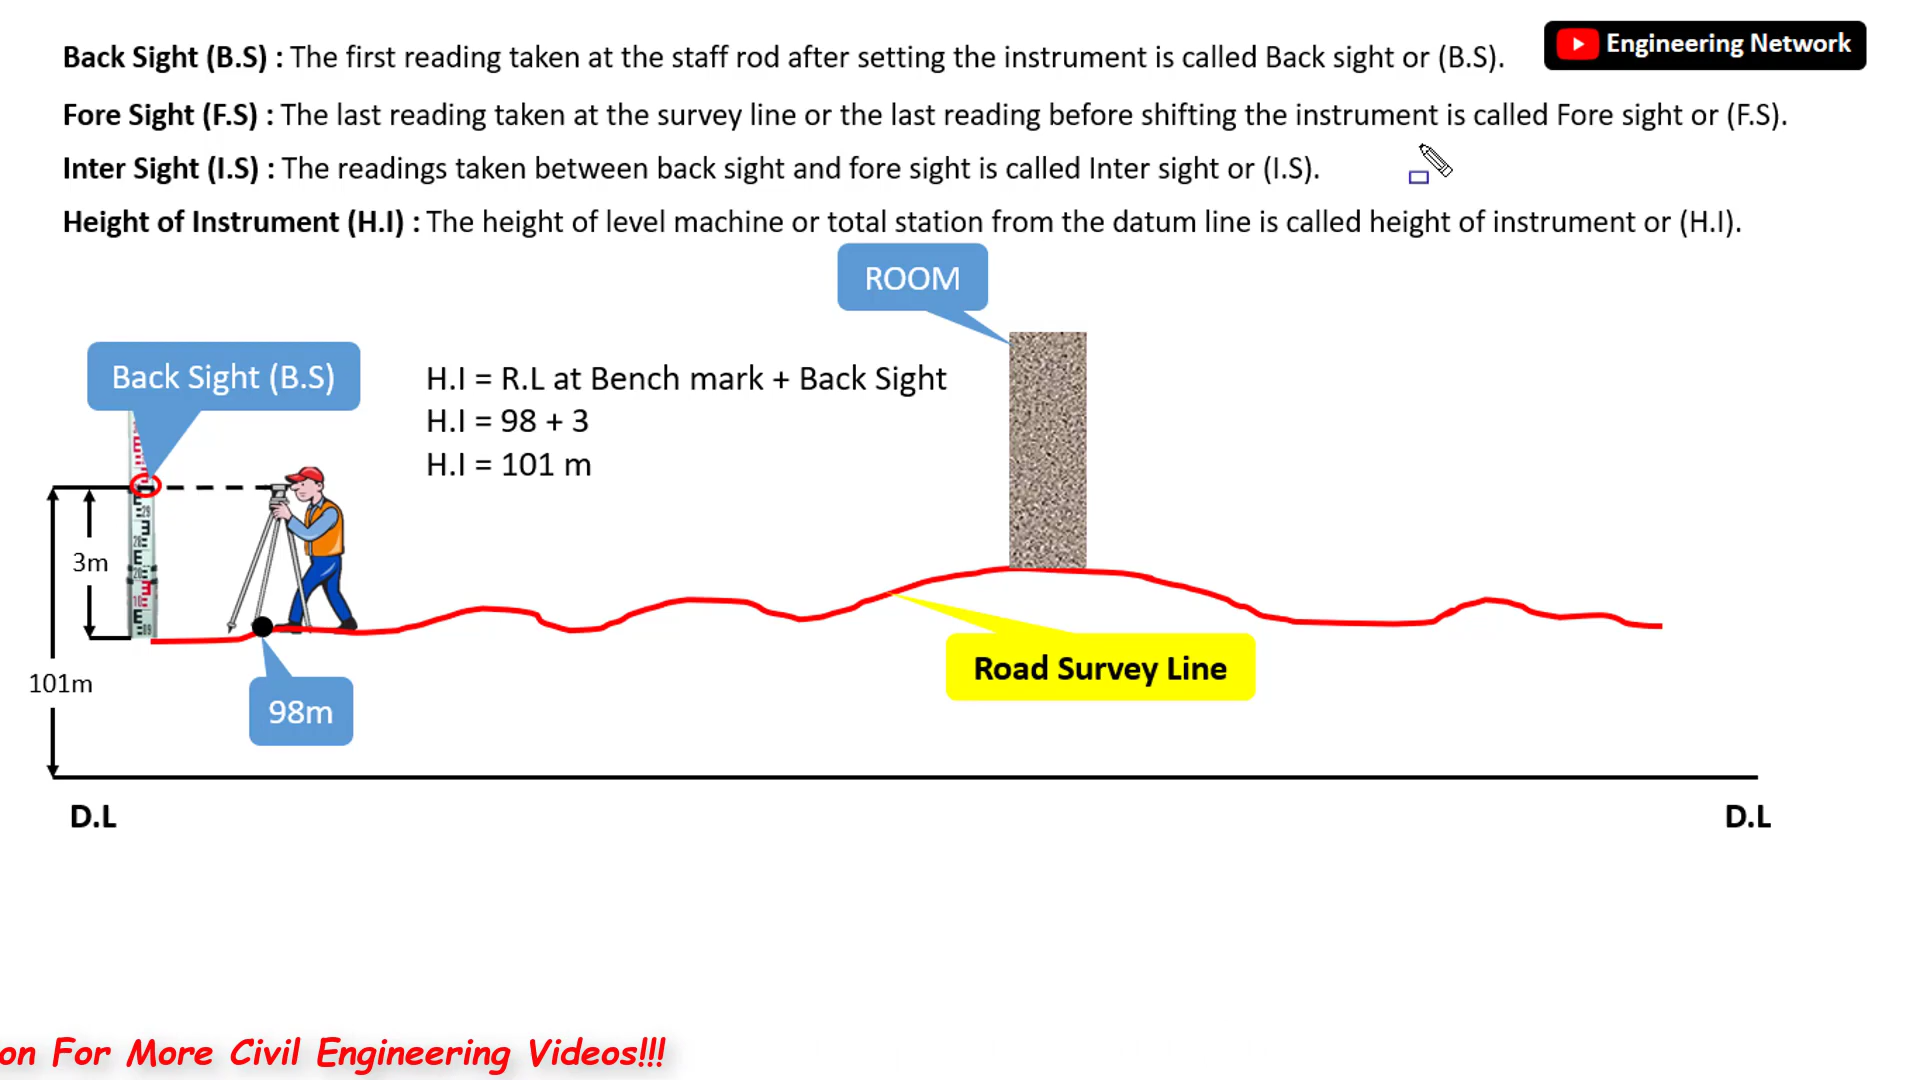 Back Sight (B.S) : The first reading taken at the staff rod after setting the instrument is called Back sight or (B.S).
Engineering Network
Fore Sight (F.S) : The last reading taken at the survey line or the last reading before shifting the instrument is called Fore sight or (F.S).
Inter Sight (I.S) : The readings taken between back sight and fore sight is called Inter sight or (I.S).
Height of Instrument (H.I) : The height of level machine or total station from the datum line is called height of instrument or (H.I).
ROOM
Back Sight (B.S)
H.I = R.L at Bench mark + Back Sight
H.I = 98 + 3
H.I = 101 m
3m
101m
98m
Road Survey Line
D.L
D.L
on For More Civil Engineering Videos!!!